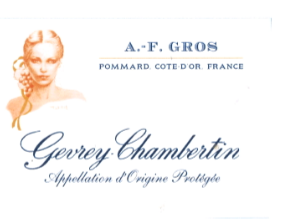 A.-F. GROS
POMMARD. COTE-D'OR. FRANCE
Gevrey-Chambertin
Appellation d'Origine Protégée